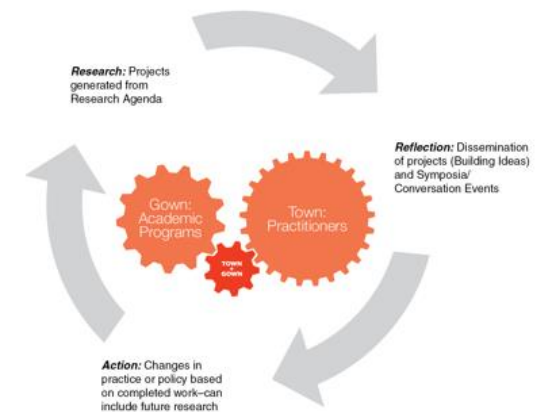 Research: Projects
generated from
Research Agenda
Reflection: Dissemination
of projects (Building Ideas)
and Symposia/
Conversation Events
Gown:
Academic
Programs
Town:
Practitioners
TOWN
+
GOWN
Action: Changes in
practice or policy based
on completed work–can
include future research